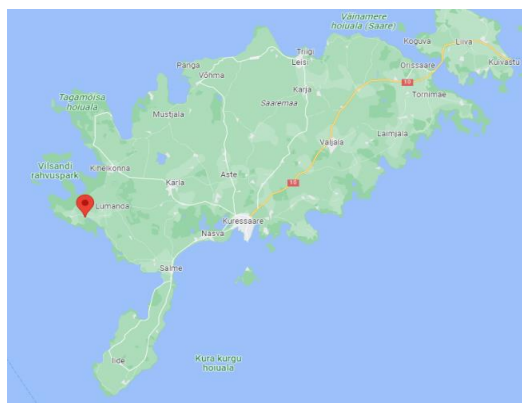 Väinamere
hoiuala (Saare)
Koguva
Liiva
Kuivastu
Triigi
Leisi
Orissaare
10
Tornimäe
Panga
Võhma
Karja
Saaremaa
Tagamõisa
hoiuala
Mustjala
Laimjala
Valjala
Vilsandi
rahvuspark
Kihelkonna
Kärla
Aste
10
Lümanda
Kuressaare
Nasva
Salme
Iide
Kura kurgu
hoiuala